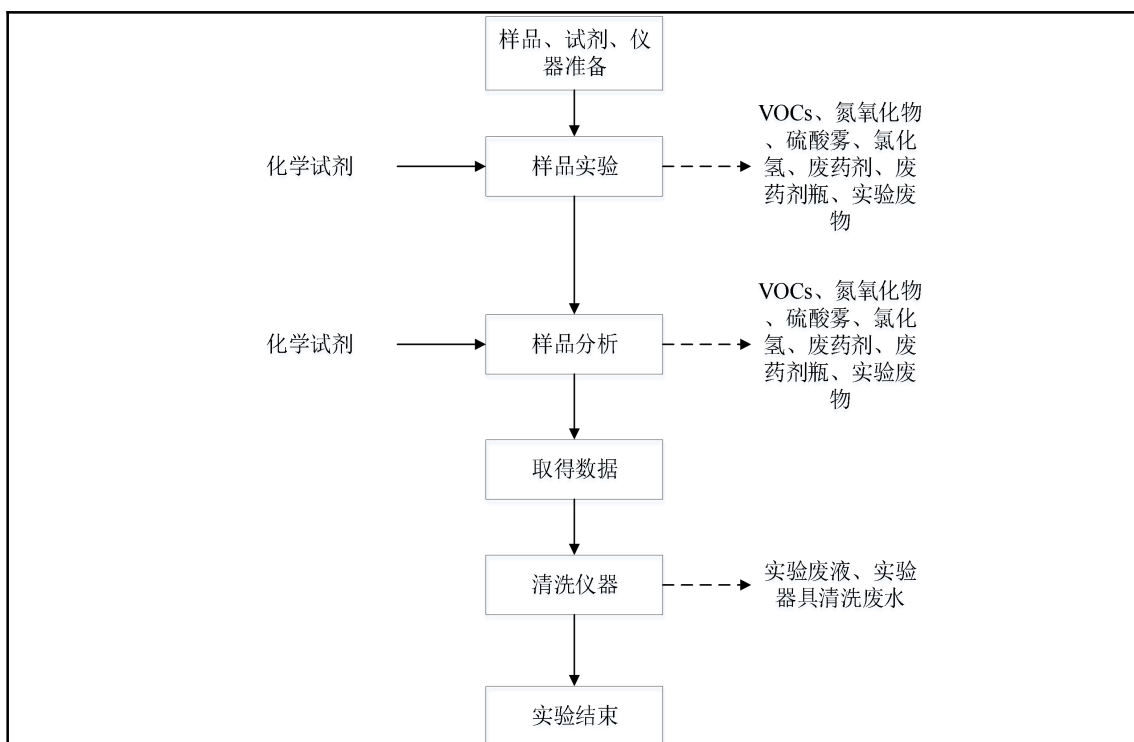 样品、试剂、仪
器准备
化学试剂
样品实验
VOCs、氮氧化物
、硫酸雾、氯化
氢、废药剂、废
药剂瓶、实验废
物
化学试剂
样品分析
VOCs、氮氧化物
、硫酸雾、氯化
氢、废药剂、废
药剂瓶、实验废
物
取得数据
清洗仪器
实验废液、实验
器具清洗废水
实验结束